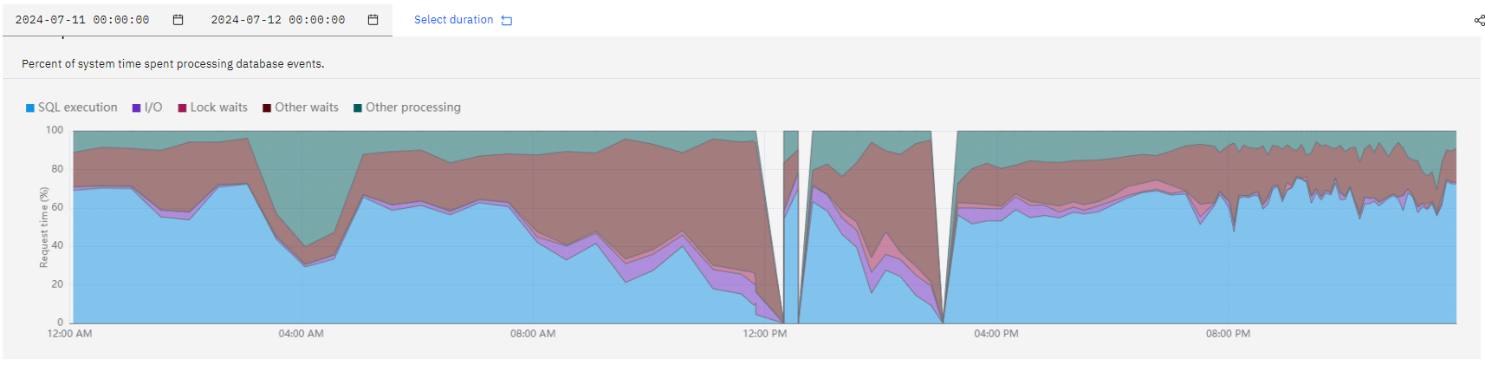 2024-07-11 00:00:00 2024-07-12 00:00:00 Select duration
Percent of system time spent processing database events.
SQL execution I/O Lock waits Other waits Other processing
100
80
60
40
20
0
Request time (%)
12:00 AM 04:00 AM 08:00 AM 12:00 PM 04:00 PM 08:00 PM